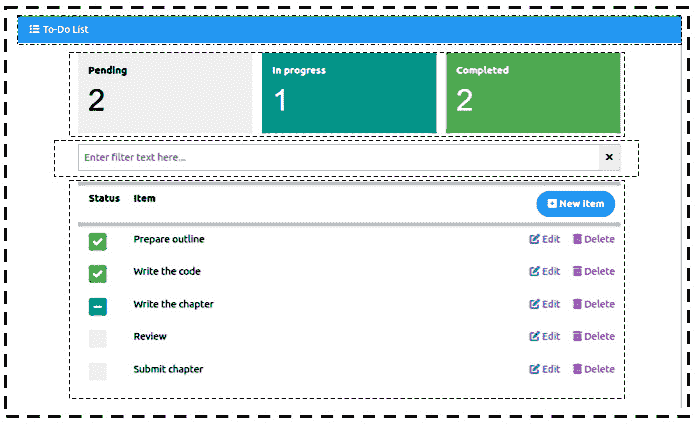 To-Do List
Pending In progress Completed
2 1 2
Enter filter text here...
Status Item New Item
Prepare outline Edit Delete
Write the code Edit Delete
Write the chapter Edit Delete
Review Edit Delete
Submit chapter Edit Delete